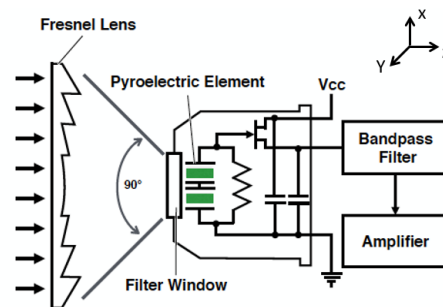 Fresnel Lens
X
Y
Pyroelectric Element
Vcc
90°
Bandpass
Filter
Amplifier
Filter Window